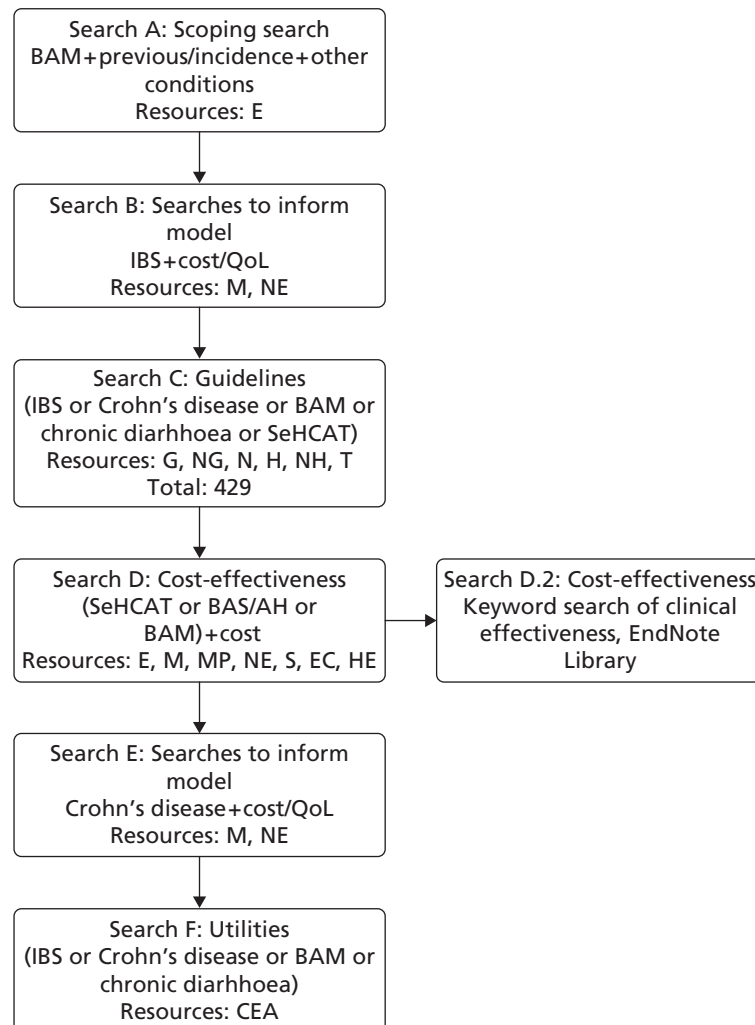 Search A: Scoping search
BAM+previous/incidence+other
conditions
Resources: E
Search B: Searches to inform
model
IBS+cost/QoL
Resources: M, NE
Search C: Guidelines
(IBS or Crohn’s disease or BAM or
chronic diarhhoea or SeHCAT)
Resources: G, NG, N, H, NH, T
Total: 429
Search D: Cost-effectiveness
(SeHCAT or BAS/AH or
BAM)+cost
Resources: E, M, MP, NE, S, EC, HE
Search D.2: Cost-effectiveness
Keyword search of clinical
effectiveness, EndNote
Library
Search E: Searches to inform
model
Crohn’s disease+cost/QoL
Resources: M, NE
Search F: Utilities
(IBS or Crohn’s disease or BAM or
chronic diarhhoea)
Resources: CEA